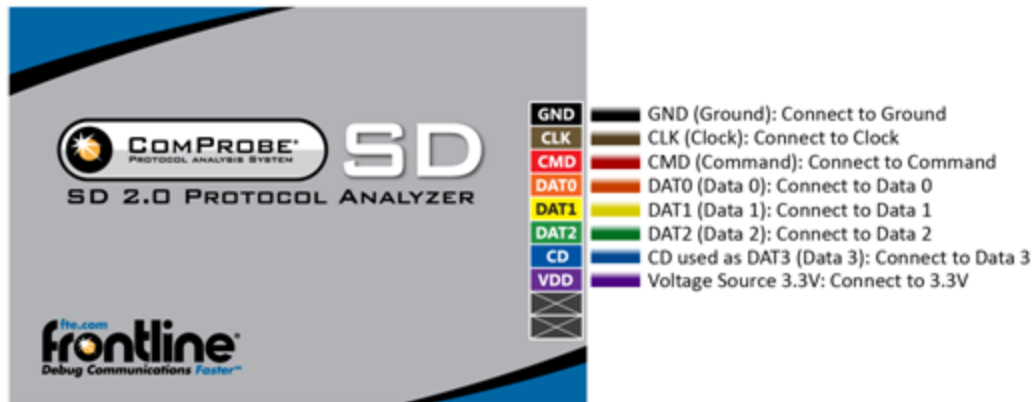 COMPROBE®
PROTOCOL ANALYSIS SYSTEM
SD
SD 2.0 PROTOCOL ANALYZER
fte.com
frontline®
Debug Communications Faster℠
GND GND (Ground): Connect to Ground
CLK CLK (Clock): Connect to Clock
CMD CMD (Command): Connect to Command
DAT0 DAT0 (Data 0): Connect to Data 0
DAT1 DAT1 (Data 1): Connect to Data 1
DAT2 DAT2 (Data 2): Connect to Data 2
CD CD used as DAT3 (Data 3): Connect to Data 3
VDD Voltage Source 3.3V: Connect to 3.3V